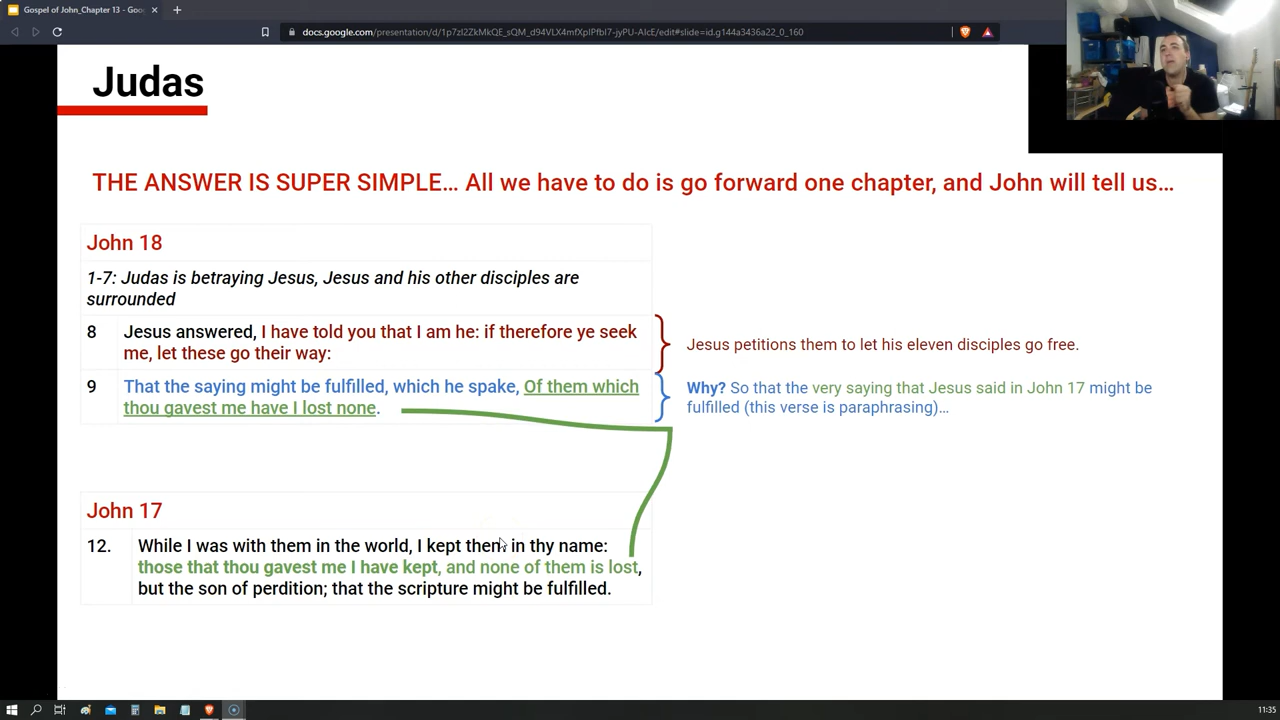 Gospel of John_Chapter 13 - Goo
docs.google.com/presentation/d/1p7zl2ZkMkQE_sQM_d94VLX4mfXpIPfbI7-jyPU-AIcE/edit#slide=id.g144a3436a22_0_160
Judas
THE ANSWER IS SUPER SIMPLE… All we have to do is go forward one chapter, and John will tell us…
John 18
1-7: Judas is betraying Jesus, Jesus and his other disciples are
surrounded
8 Jesus answered, I have told you that I am he: if therefore ye seek
me, let these go their way:
Jesus petitions them to let his eleven disciples go free.
9 That the saying might be fulfilled, which he spake, Of them which
thou gavest me have I lost none.
Why? So that the very saying that Jesus said in John 17 might be
fulfilled (this verse is paraphrasing)…
John 17
12. While I was with them in the world, I kept them in thy name:
those that thou gavest me I have kept, and none of them is lost,
but the son of perdition; that the scripture might be fulfilled.
11:35